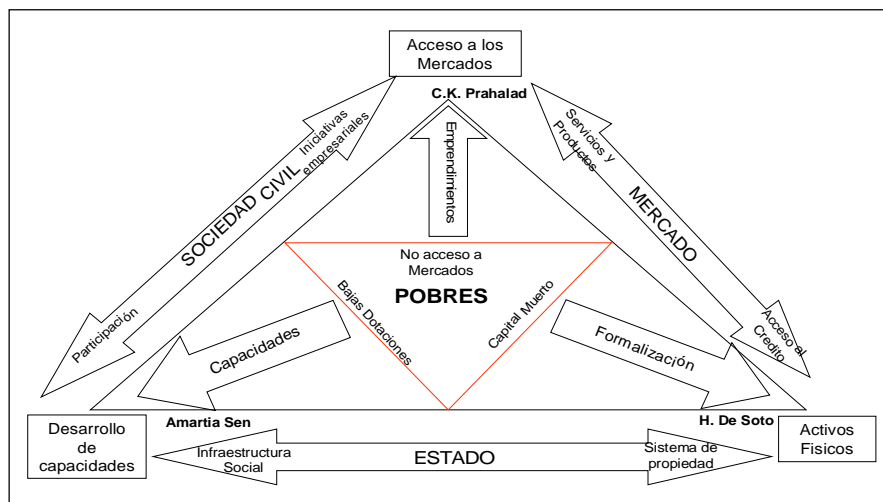 Acceso a los
Mercados
C.K. Prahalad
Iniciativas
empresariales
SOCIEDAD CIVIL
Participación
Servicios y
Productos
MERCADO
Acceso al
Credito
Emprendimientos
No acceso a
Mercados
POBRES
Bajas Dotaciones
Capital Muerto
Capacidades
Formalización
Amartia Sen
H. De Soto
Desarrollo
de
capacidades
Infraestructura
Social
ESTADO
Sistema de
propiedad
Activos
Fisicos